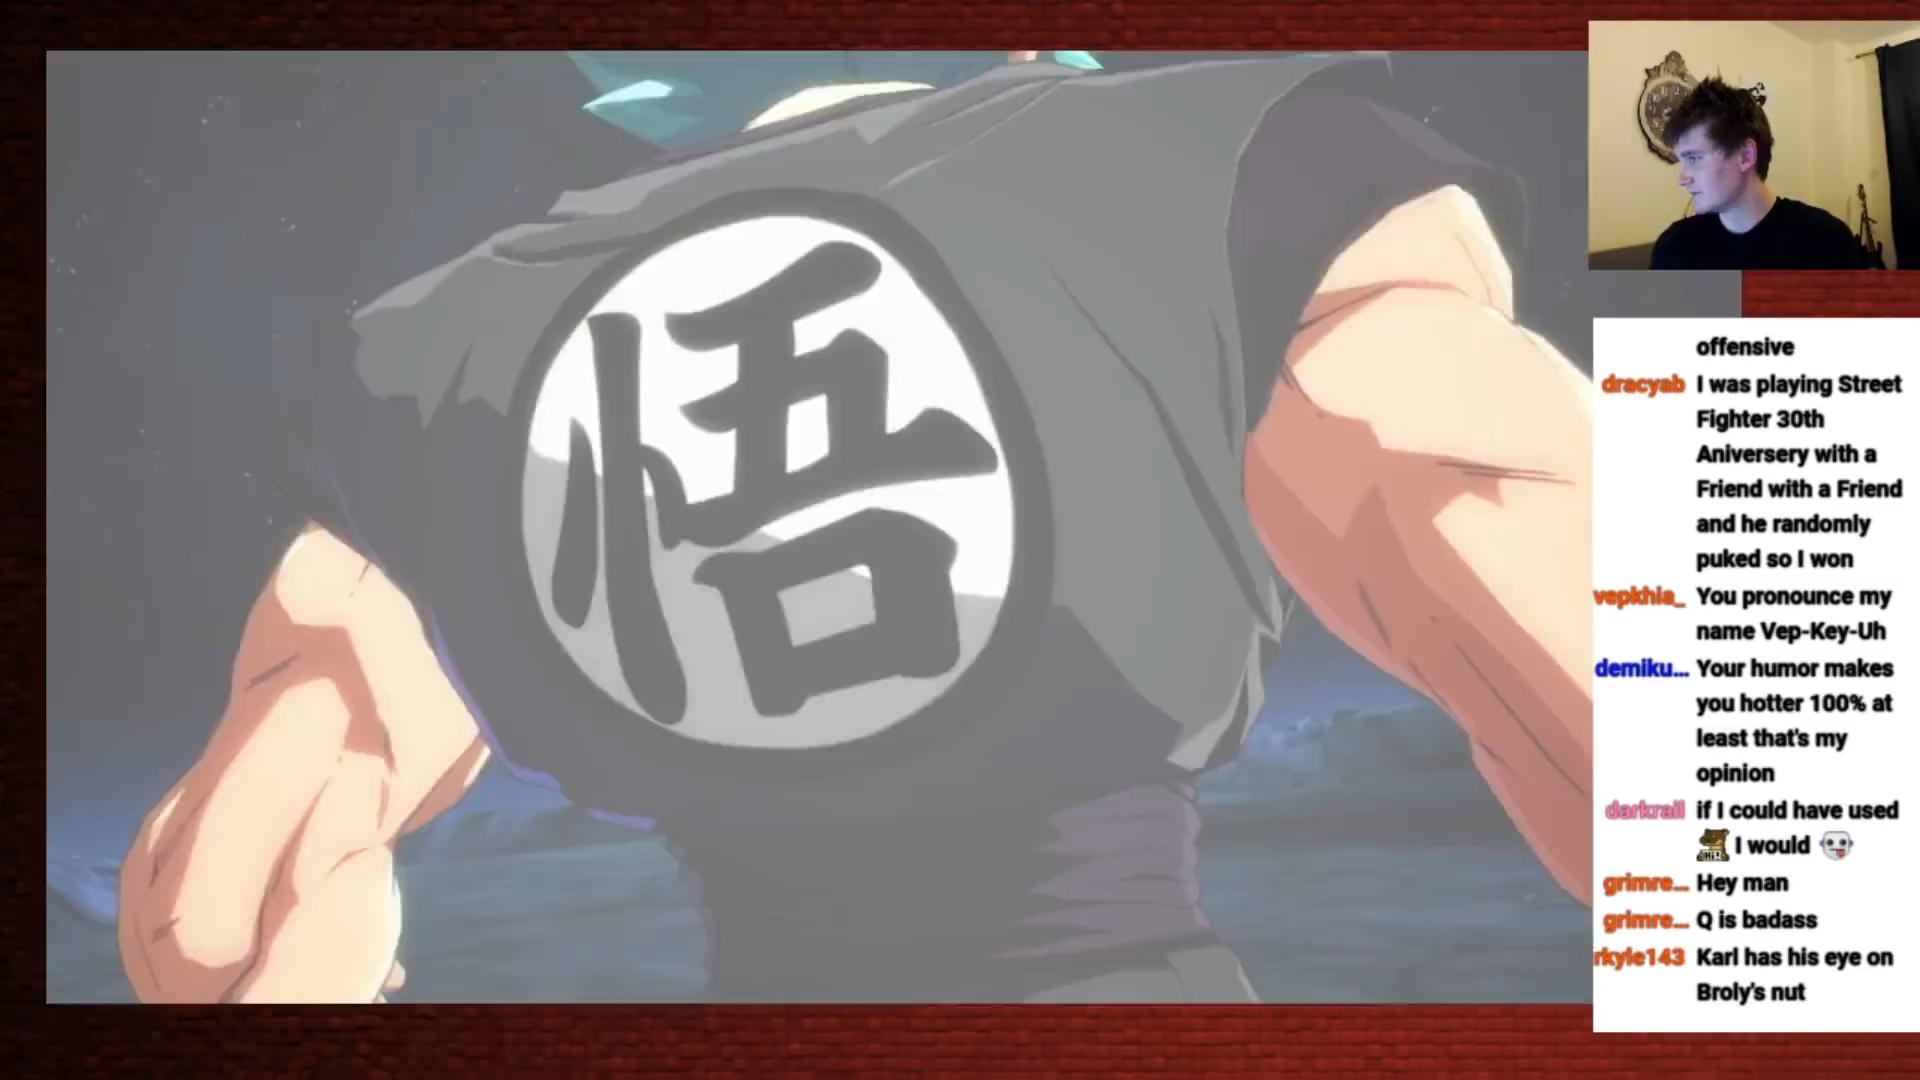 悟
offensive
dracyab I was playing Street
Fighter 30th
Aniversery with a
Friend with a Friend
and he randomly
puked so I won
vepkhia_ You pronounce my
name Vep-Key-Uh
demiku... Your humor makes
you hotter 100% at
least that's my
opinion
darkrail if I could have used
Hi! I would
grimre... Hey man
grimre... Q is badass
rkyle143 Karl has his eye on
Broly's nut